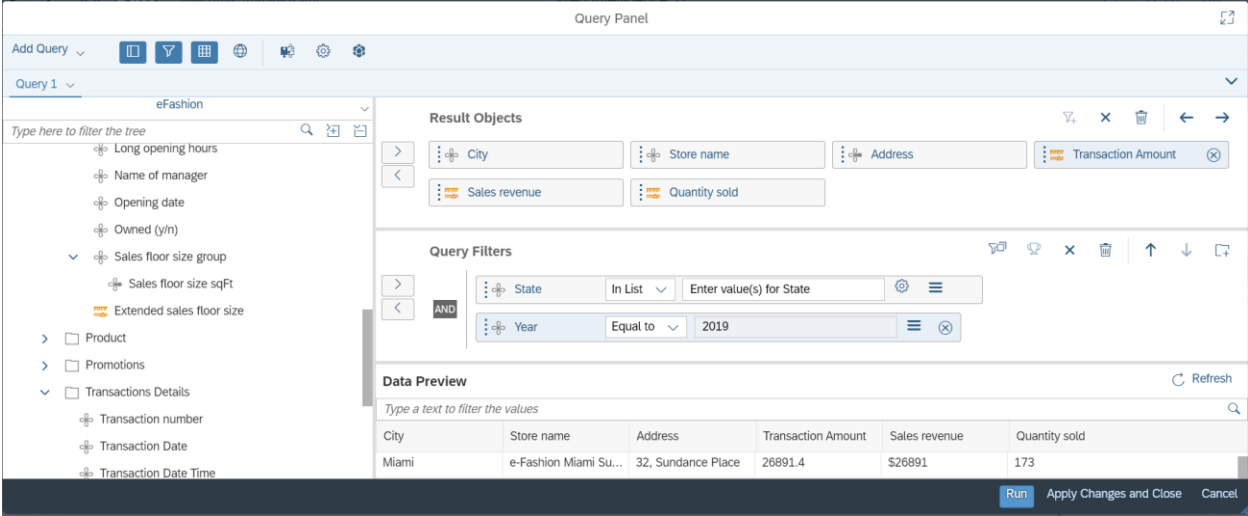 Query Panel
Add Query
Query 1
eFashion
Type here to filter the tree
Long opening hours
Name of manager
Opening date
Owned (y/n)
Sales floor size group
Sales floor size sqFt
Extended sales floor size
Product
Promotions
Transactions Details
Transaction number
Transaction Date
Transaction Date Time
Result Objects
City Store name Address Transaction Amount
Sales revenue Quantity sold
Query Filters
AND
State In List Enter value(s) for State
Year Equal to 2019
Data Preview Refresh
Type a text to filter the values
City Store name Address Transaction Amount Sales revenue Quantity sold
Miami e-Fashion Miami Su... 32, Sundance Place 26891.4 $26891 173
Run Apply Changes and Close Cancel